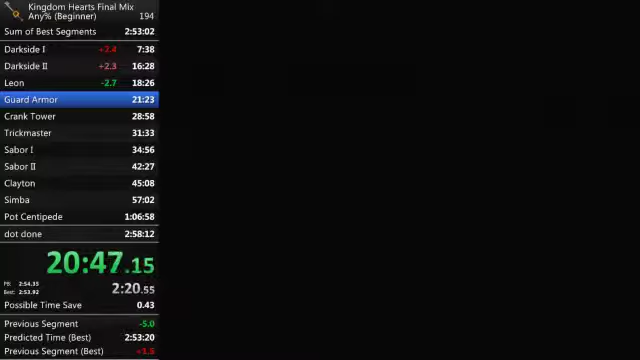 Kingdom Hearts Final Mix
Any% (Beginner) 194
Sum of Best Segments 2:53:02
Darkside I +2.4 7:38
Darkside II +2.3 16:28
Leon -2.7 18:26
Guard Armor 21:23
Crank Tower 28:58
Trickmaster 31:33
Sabor I 34:56
Sabor II 42:27
Clayton 45:08
Simba 57:02
Pot Centipede 1:06:58
dot done 2:58:12
20:47.15
PB: 2:54.35
Best: 2:53.92
2:20.55
Possible Time Save 0.43
Previous Segment -5.0
Predicted Time (Best) 2:53:20
Previous Segment (Best) +1.5